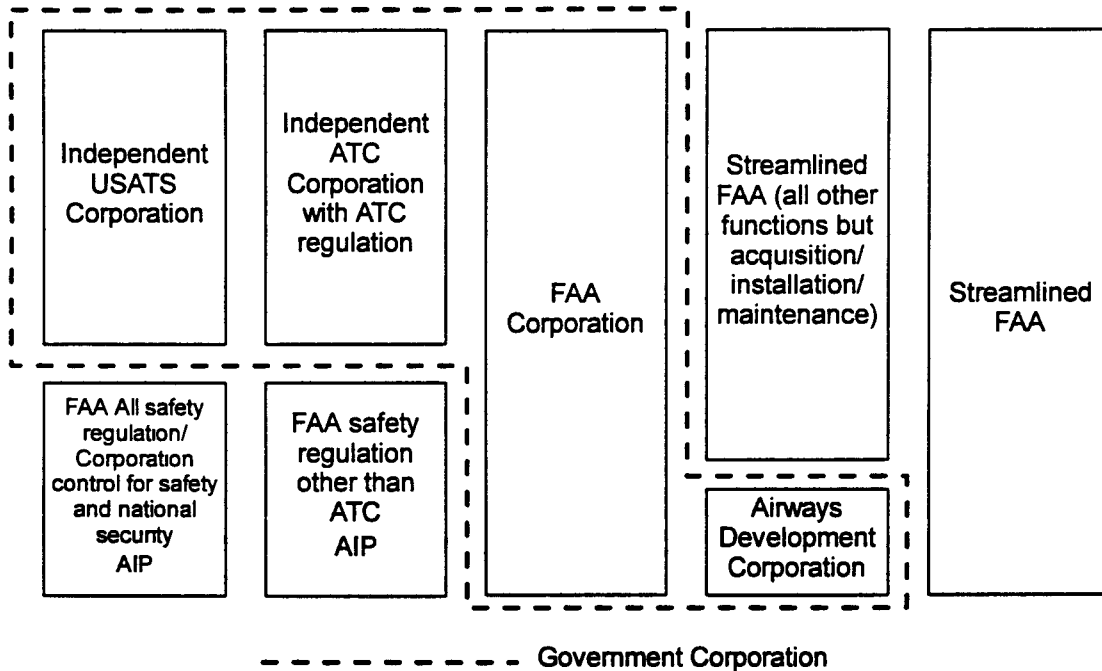 Independent
USATS
Corporation
Independent
ATC
Corporation
with ATC
regulation
FAA
Corporation
Streamlined
FAA (all other
functions but
acquisition/
installation/
maintenance)
Streamlined
FAA
FAA All safety
regulation/
Corporation
control for safety
and national
security
AIP
FAA safety
regulation
other than
ATC
AIP
Airways
Development
Corporation
Government Corporation